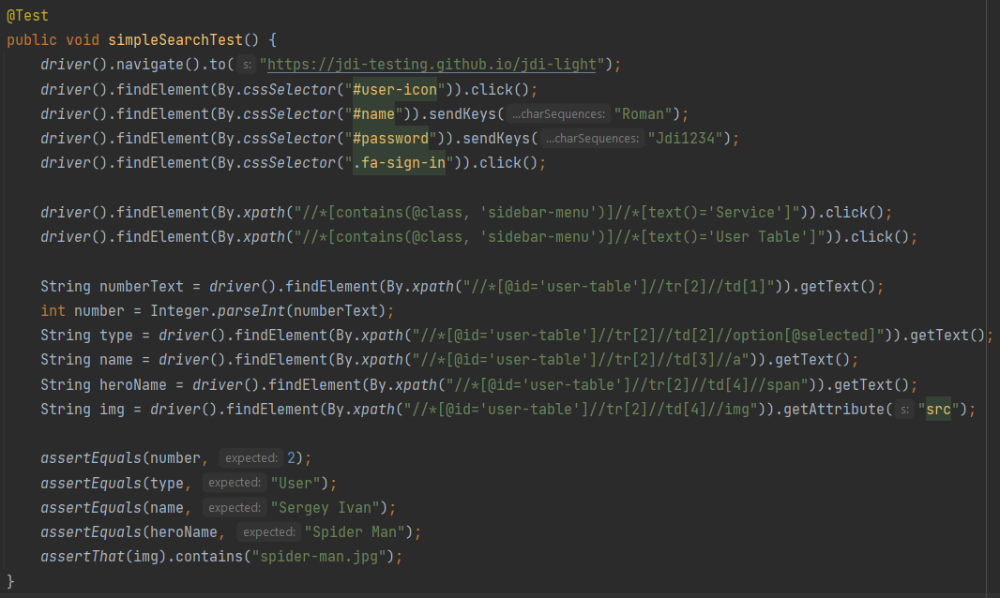 @Test
public void simpleSearchTest() {
    driver().navigate().to( s: "https://jdi-testing.github.io/jdi-light");
    driver().findElement(By.cssSelector("#user-icon")).click();
    driver().findElement(By.cssSelector("#name")).sendKeys( ...charSequences: "Roman");
    driver().findElement(By.cssSelector("#password")).sendKeys( ...charSequences: "Jdi1234");
    driver().findElement(By.cssSelector(".fa-sign-in")).click();

    driver().findElement(By.xpath("//*[contains(@class, 'sidebar-menu')]//*[text()='Service']")).click();
    driver().findElement(By.xpath("//*[contains(@class, 'sidebar-menu')]//*[text()='User Table']")).click();

    String numberText = driver().findElement(By.xpath("//*[@id='user-table']//tr[2]//td[1]")).getText();
    int number = Integer.parseInt(numberText);
    String type = driver().findElement(By.xpath("//*[@id='user-table']//tr[2]//td[2]//option[@selected]")).getText();
    String name = driver().findElement(By.xpath("//*[@id='user-table']//tr[2]//td[3]//a")).getText();
    String heroName = driver().findElement(By.xpath("//*[@id='user-table']//tr[2]//td[4]//span")).getText();
    String img = driver().findElement(By.xpath("//*[@id='user-table']//tr[2]//td[4]//img")).getAttribute( s: "src");

    assertEquals(number, expected: 2);
    assertEquals(type, expected: "User");
    assertEquals(name, expected: "Sergey Ivan");
    assertEquals(heroName, expected: "Spider Man");
    assertThat(img).contains("spider-man.jpg");
}